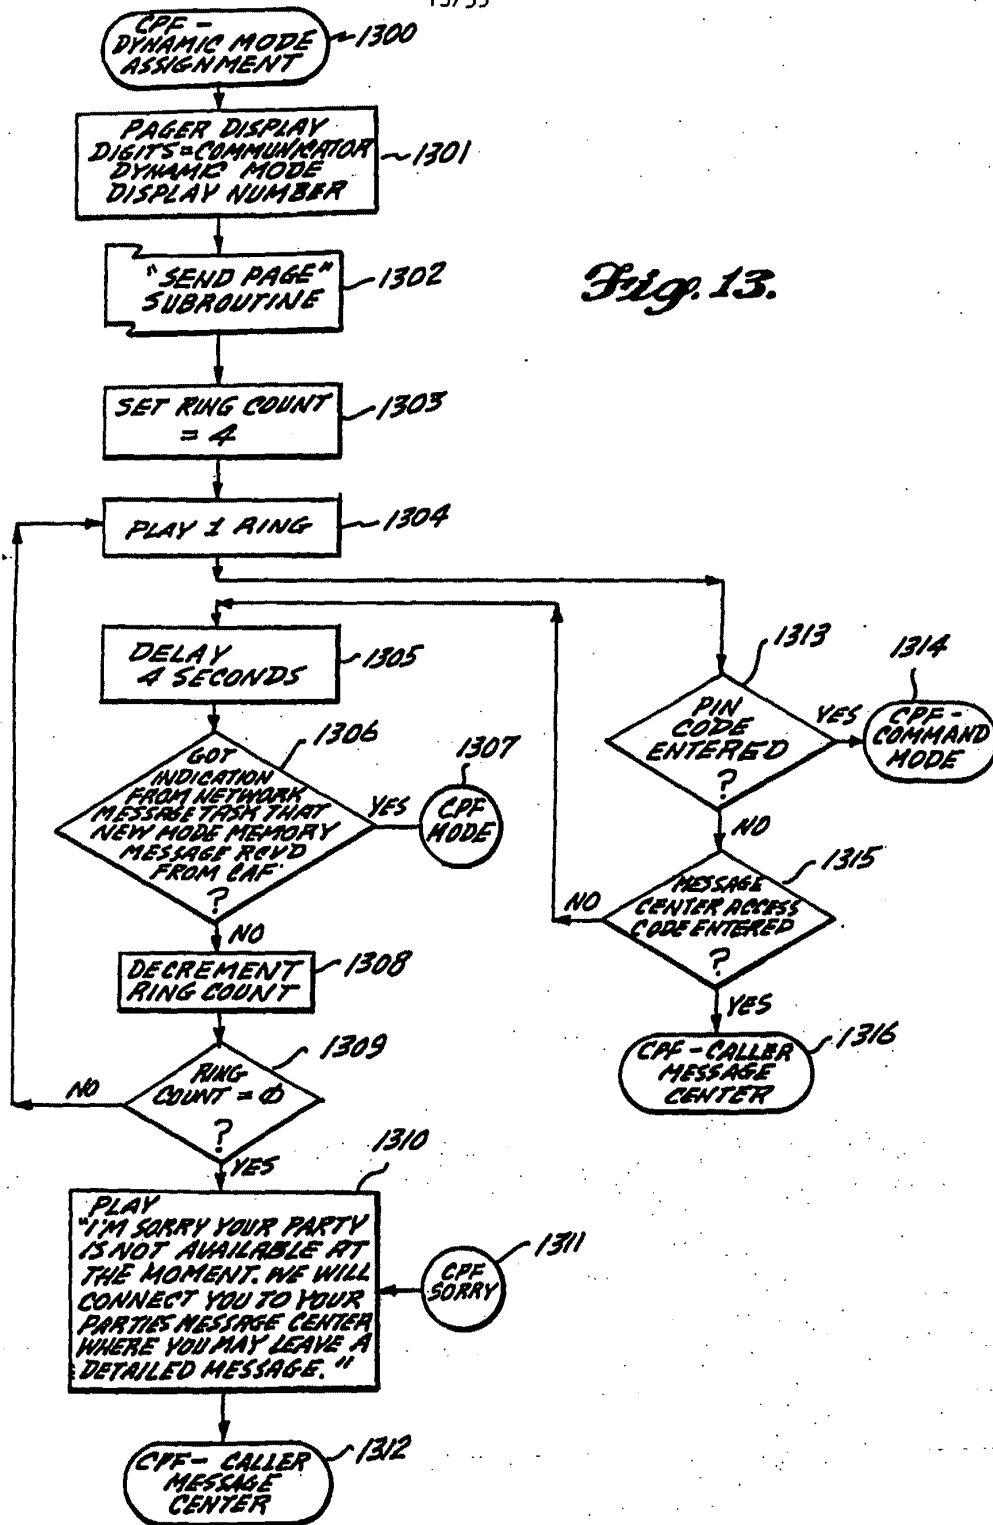 13/35
CPF -
DYNAMIC MODE
ASSIGNMENT
1300
PAGER DISPLAY
DIGITS = COMMUNICATOR
DYNAMIC MODE
DISPLAY NUMBER
1301
"SEND PAGE"
SUBROUTINE
1302
Fig. 13.
SET RING COUNT
= 4
1303
PLAY 1 RING
1304
DELAY
4 SECONDS
1305
1313
PIN
CODE
ENTERED
?
YES
1314
CPF -
COMMAND
MODE
NO
GOT
INDICATION
FROM NETWORK
MESSAGE TASK THAT
NEW MODE MEMORY
MESSAGE RCV'D
FROM CAF
?
1306
YES
1307
CPF
MODE
NO
1315
MESSAGE
CENTER ACCESS
CODE ENTERED
?
NO
YES
DECREMENT
RING COUNT
1308
1316
CPF - CALLER
MESSAGE
CENTER
1309
RING
COUNT = Ø
?
NO
YES
1310
PLAY
"I'M SORRY YOUR PARTY
IS NOT AVAILABLE AT
THE MOMENT. WE WILL
CONNECT YOU TO YOUR
PARTIES MESSAGE CENTER
WHERE YOU MAY LEAVE A
DETAILED MESSAGE."
1311
CPF
SORRY
CPF - CALLER
MESSAGE
CENTER
1312